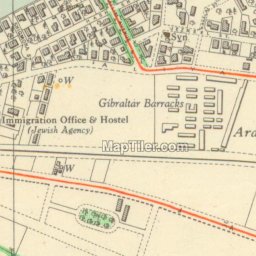 W
Gibraltar Barracks
Immigration Office & Hostel
(Jewish Agency)
Ara
MapTiler.com
W